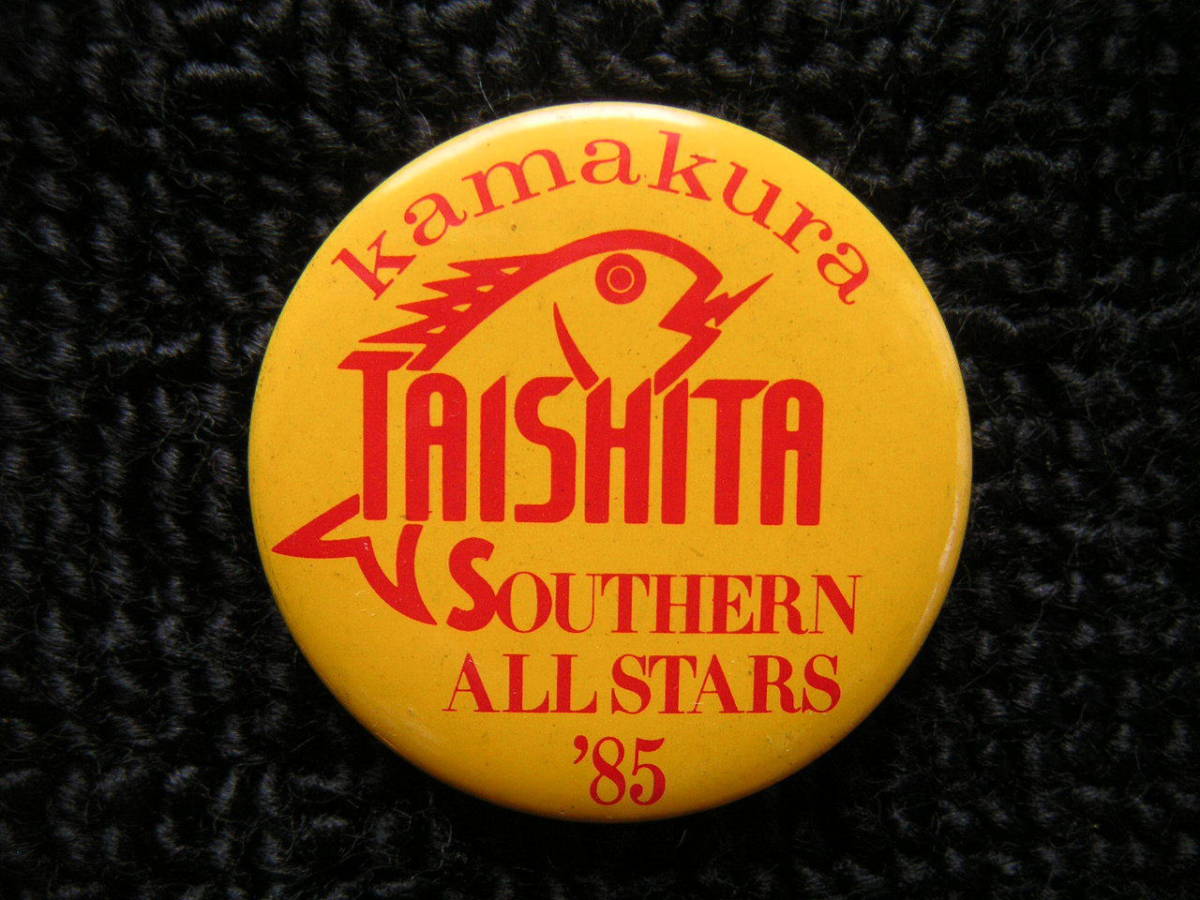 kamakura
TAISHITA
SOUTHERN
ALL STARS
'85